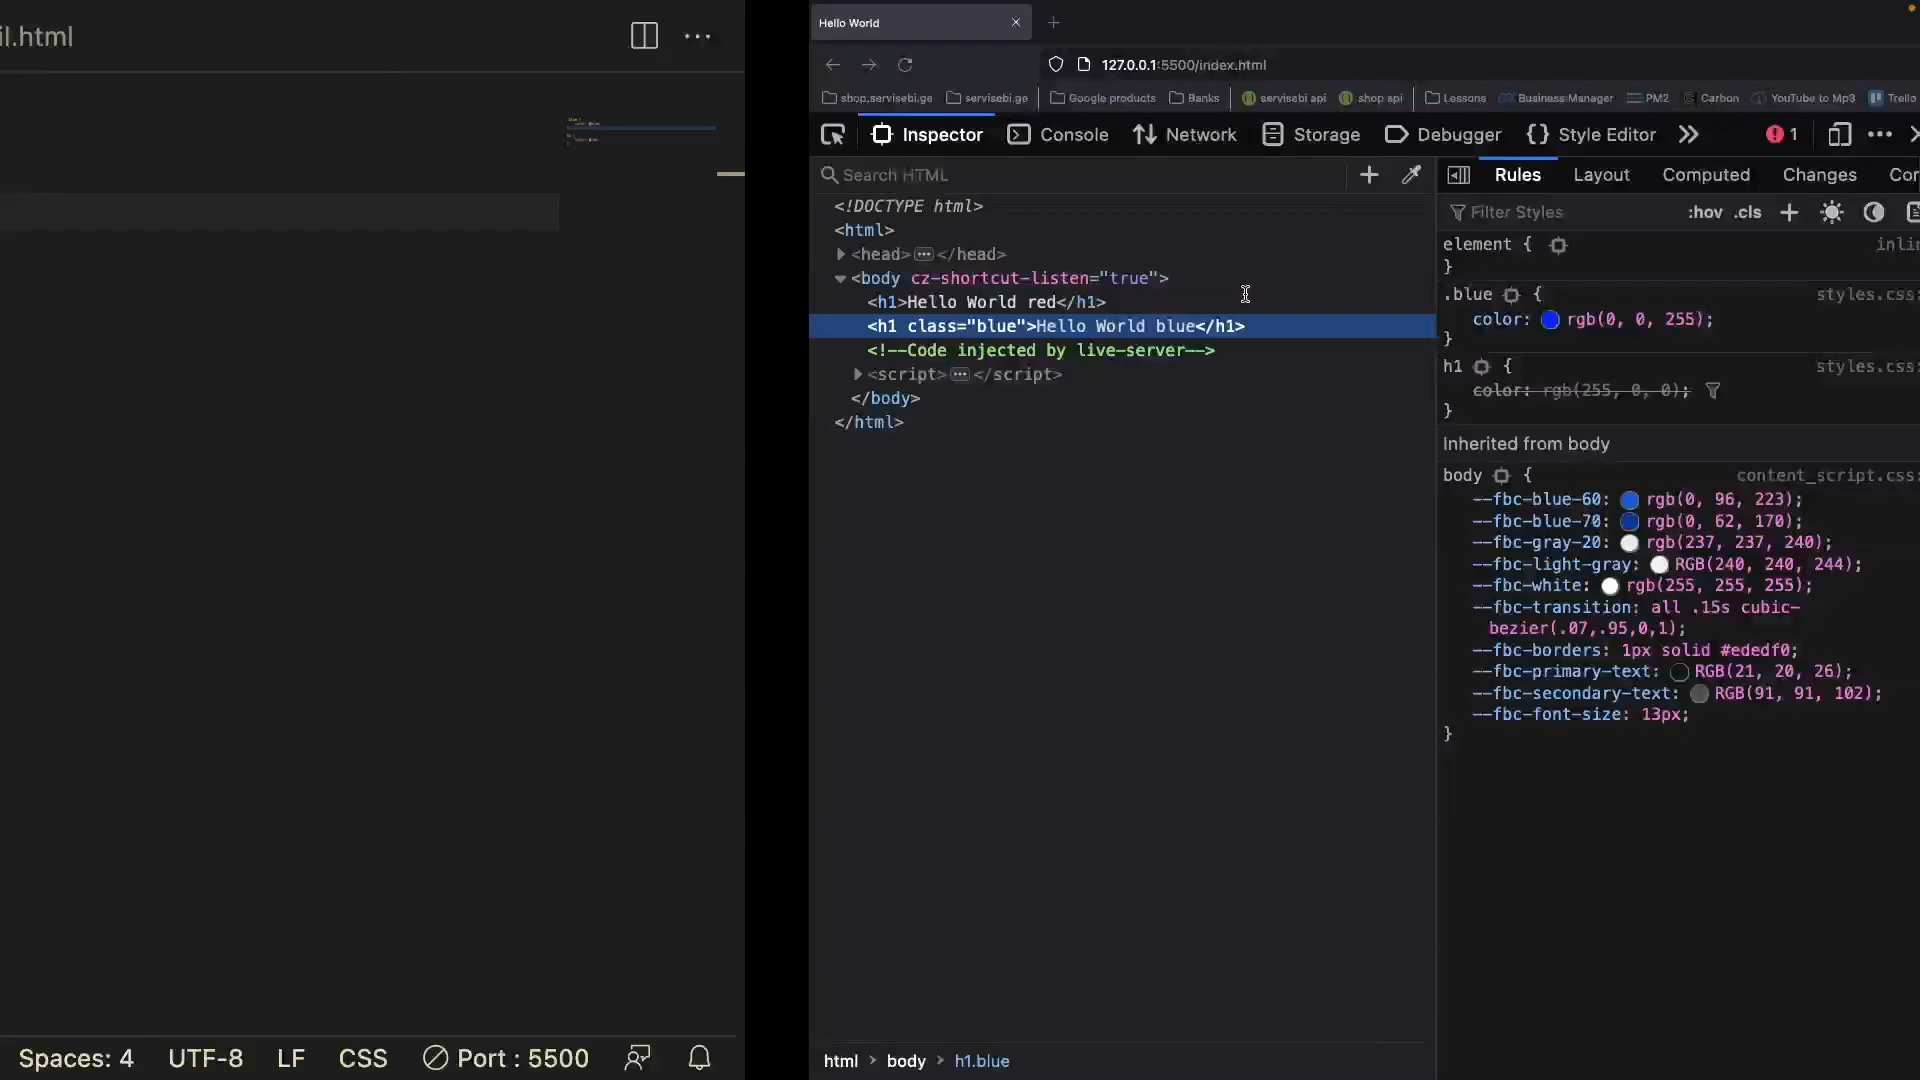 il.html
Spaces: 4 UTF-8 LF CSS Port : 5500
Hello World
127.0.0.1:5500/index.html
shop.servisebi.ge servisebi.ge Google products Banks servisebi api shop api Lessons Business Manager PM2 Carbon YouTube to Mp3 Trello
Inspector Console Network Storage Debugger Style Editor 1
Search HTML
<!DOCTYPE html>
<html>
<head> </head>
<body cz-shortcut-listen="true">
<h1>Hello World red</h1>
<h1 class="blue">Hello World blue</h1>
<!--Code injected by live-server-->
<script> </script>
</body>
</html>
html > body > h1.blue
Rules Layout Computed Changes Cor
Filter Styles :hov .cls
element { inlin
}
.blue { styles.css:
color: rgb(0, 0, 255);
}
h1 { styles.css:
color: rgb(255, 0, 0);
}
Inherited from body
body { content_script.css:
--fbc-blue-60: rgb(0, 96, 223);
--fbc-blue-70: rgb(0, 62, 170);
--fbc-gray-20: rgb(237, 237, 240);
--fbc-light-gray: RGB(240, 240, 244);
--fbc-white: rgb(255, 255, 255);
--fbc-transition: all .15s cubic-
bezier(.07,.95,0,1);
--fbc-borders: 1px solid #ededf0;
--fbc-primary-text: RGB(21, 20, 26);
--fbc-secondary-text: RGB(91, 91, 102);
--fbc-font-size: 13px;
}